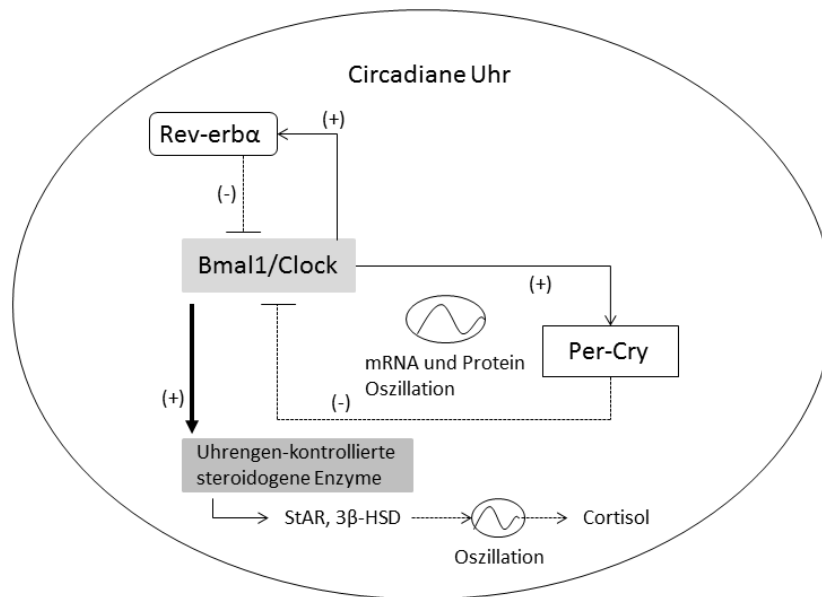 Circadiane Uhr
(+)
Rev-erbα
(-)
Bmal1/Clock
(+)
Per-Cry
mRNA und Protein
Oszillation
(-)
(+)
Uhrengen-kontrollierte
steroidogene Enzyme
StAR, 3β-HSD
Cortisol
Oszillation